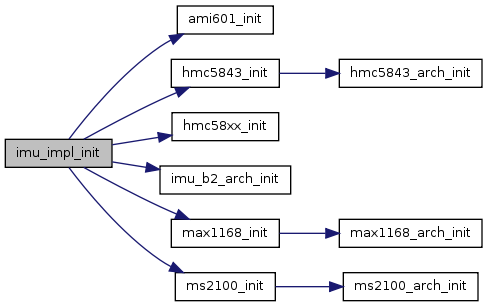 ami601_init
hmc5843_init
hmc5843_arch_init
hmc58xx_init
imu_impl_init
imu_b2_arch_init
max1168_init
max1168_arch_init
ms2100_init
ms2100_arch_init